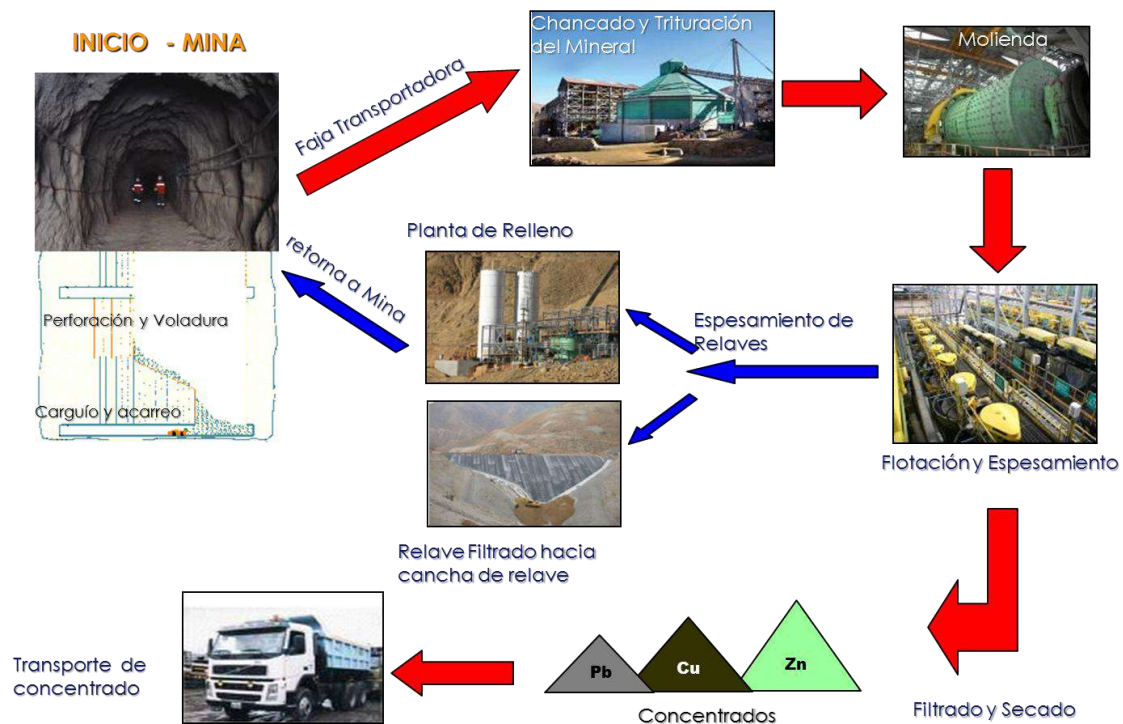 INICIO - MINA
Faja Transportadora
Chancado y Trituración
del Mineral
Molienda
retorna a Mina
Planta de Relleno
Perforación y Voladura
Espesamiento de
Relaves
Carguío y acarreo
Flotación y Espesamiento
Relave Filtrado hacia
cancha de relave
Transporte de
concentrado
Pb
Cu
Zn
Concentrados
Filtrado y Secado